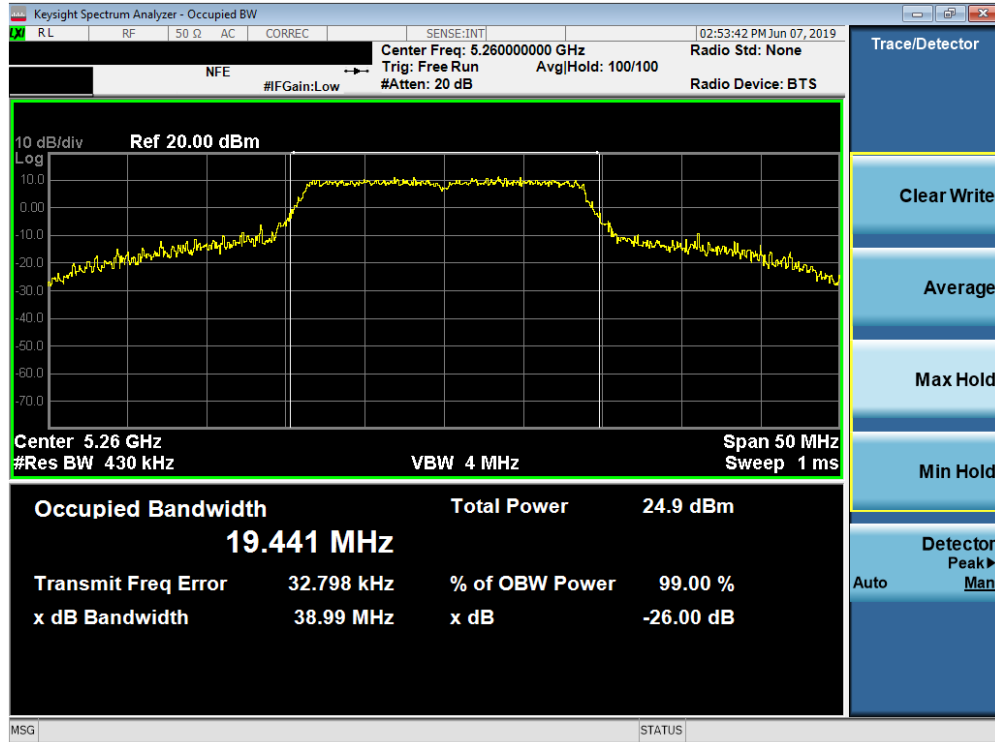 Keysight Spectrum Analyzer - Occupied BW
LXI RL RF 50 Ω AC CORREC SENSE:INT 02:53:42 PM Jun 07, 2019
Center Freq: 5.260000000 GHz Radio Std: None
NFE Trig: Free Run Avg|Hold: 100/100
#IFGain:Low #Atten: 20 dB Radio Device: BTS
10 dB/div Ref 20.00 dBm
Log
10.0
0.00
-10.0
-20.0
-30.0
-40.0
-50.0
-60.0
-70.0
Center 5.26 GHz Span 50 MHz
#Res BW 430 kHz VBW 4 MHz Sweep 1 ms
Occupied Bandwidth Total Power 24.9 dBm
19.441 MHz
Transmit Freq Error 32.798 kHz % of OBW Power 99.00 %
x dB Bandwidth 38.99 MHz x dB -26.00 dB
MSG STATUS
Trace/Detector
Clear Write
Average
Max Hold
Min Hold
Detector
Peak▶
Auto Man